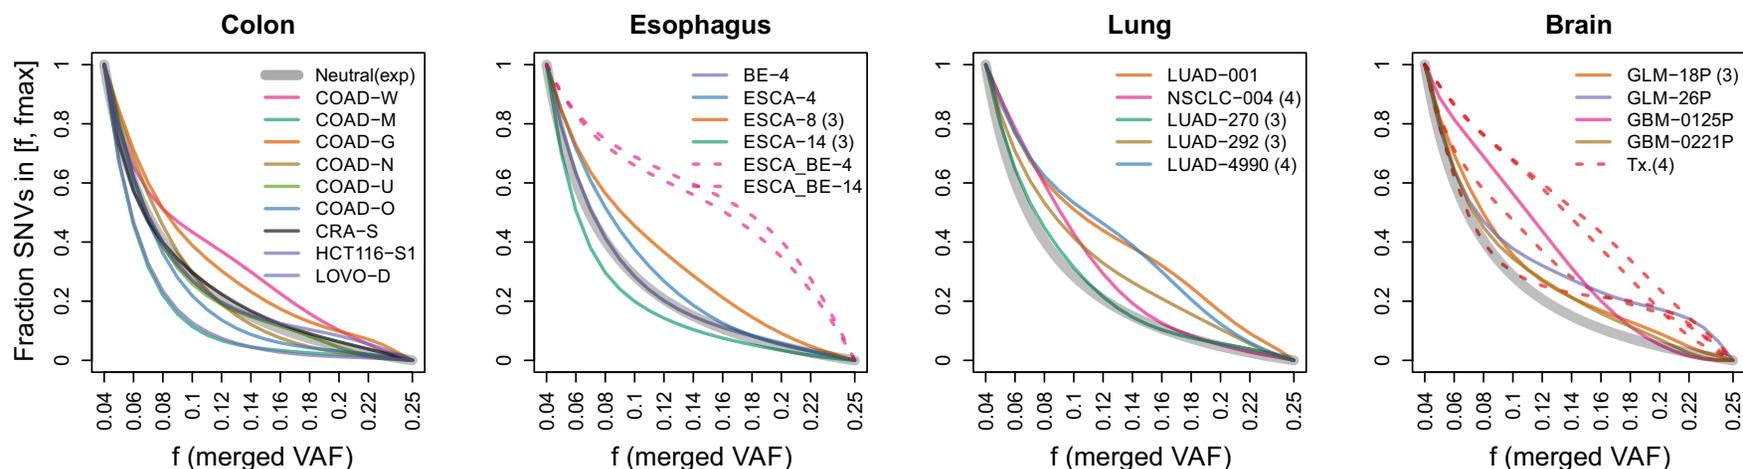 Colon
Fraction SNVs in [f, fmax]
1
0.8
0.6
0.4
0.2
0
Neutral(exp)
COAD−W
COAD−M
COAD−G
COAD−N
COAD−U
COAD−O
CRA−S
HCT116−S1
LOVO−D
0.04 0.06 0.08 0.1 0.12 0.14 0.16 0.18 0.2 0.22 0.25
f (merged VAF)
Esophagus
1
0.8
0.6
0.4
0.2
0
BE−4
ESCA−4
ESCA−8 (3)
ESCA−14 (3)
ESCA_BE−4
ESCA_BE−14
0.04 0.06 0.08 0.1 0.12 0.14 0.16 0.18 0.2 0.22 0.25
f (merged VAF)
Lung
1
0.8
0.6
0.4
0.2
0
LUAD−001
NSCLC−004 (4)
LUAD−270 (3)
LUAD−292 (3)
LUAD−4990 (4)
0.04 0.06 0.08 0.1 0.12 0.14 0.16 0.18 0.2 0.22 0.25
f (merged VAF)
Brain
1
0.8
0.6
0.4
0.2
0
GLM−18P (3)
GLM−26P
GBM−0125P
GBM−0221P
Tx.(4)
0.04 0.06 0.08 0.1 0.12 0.14 0.16 0.18 0.2 0.22 0.25
f (merged VAF)